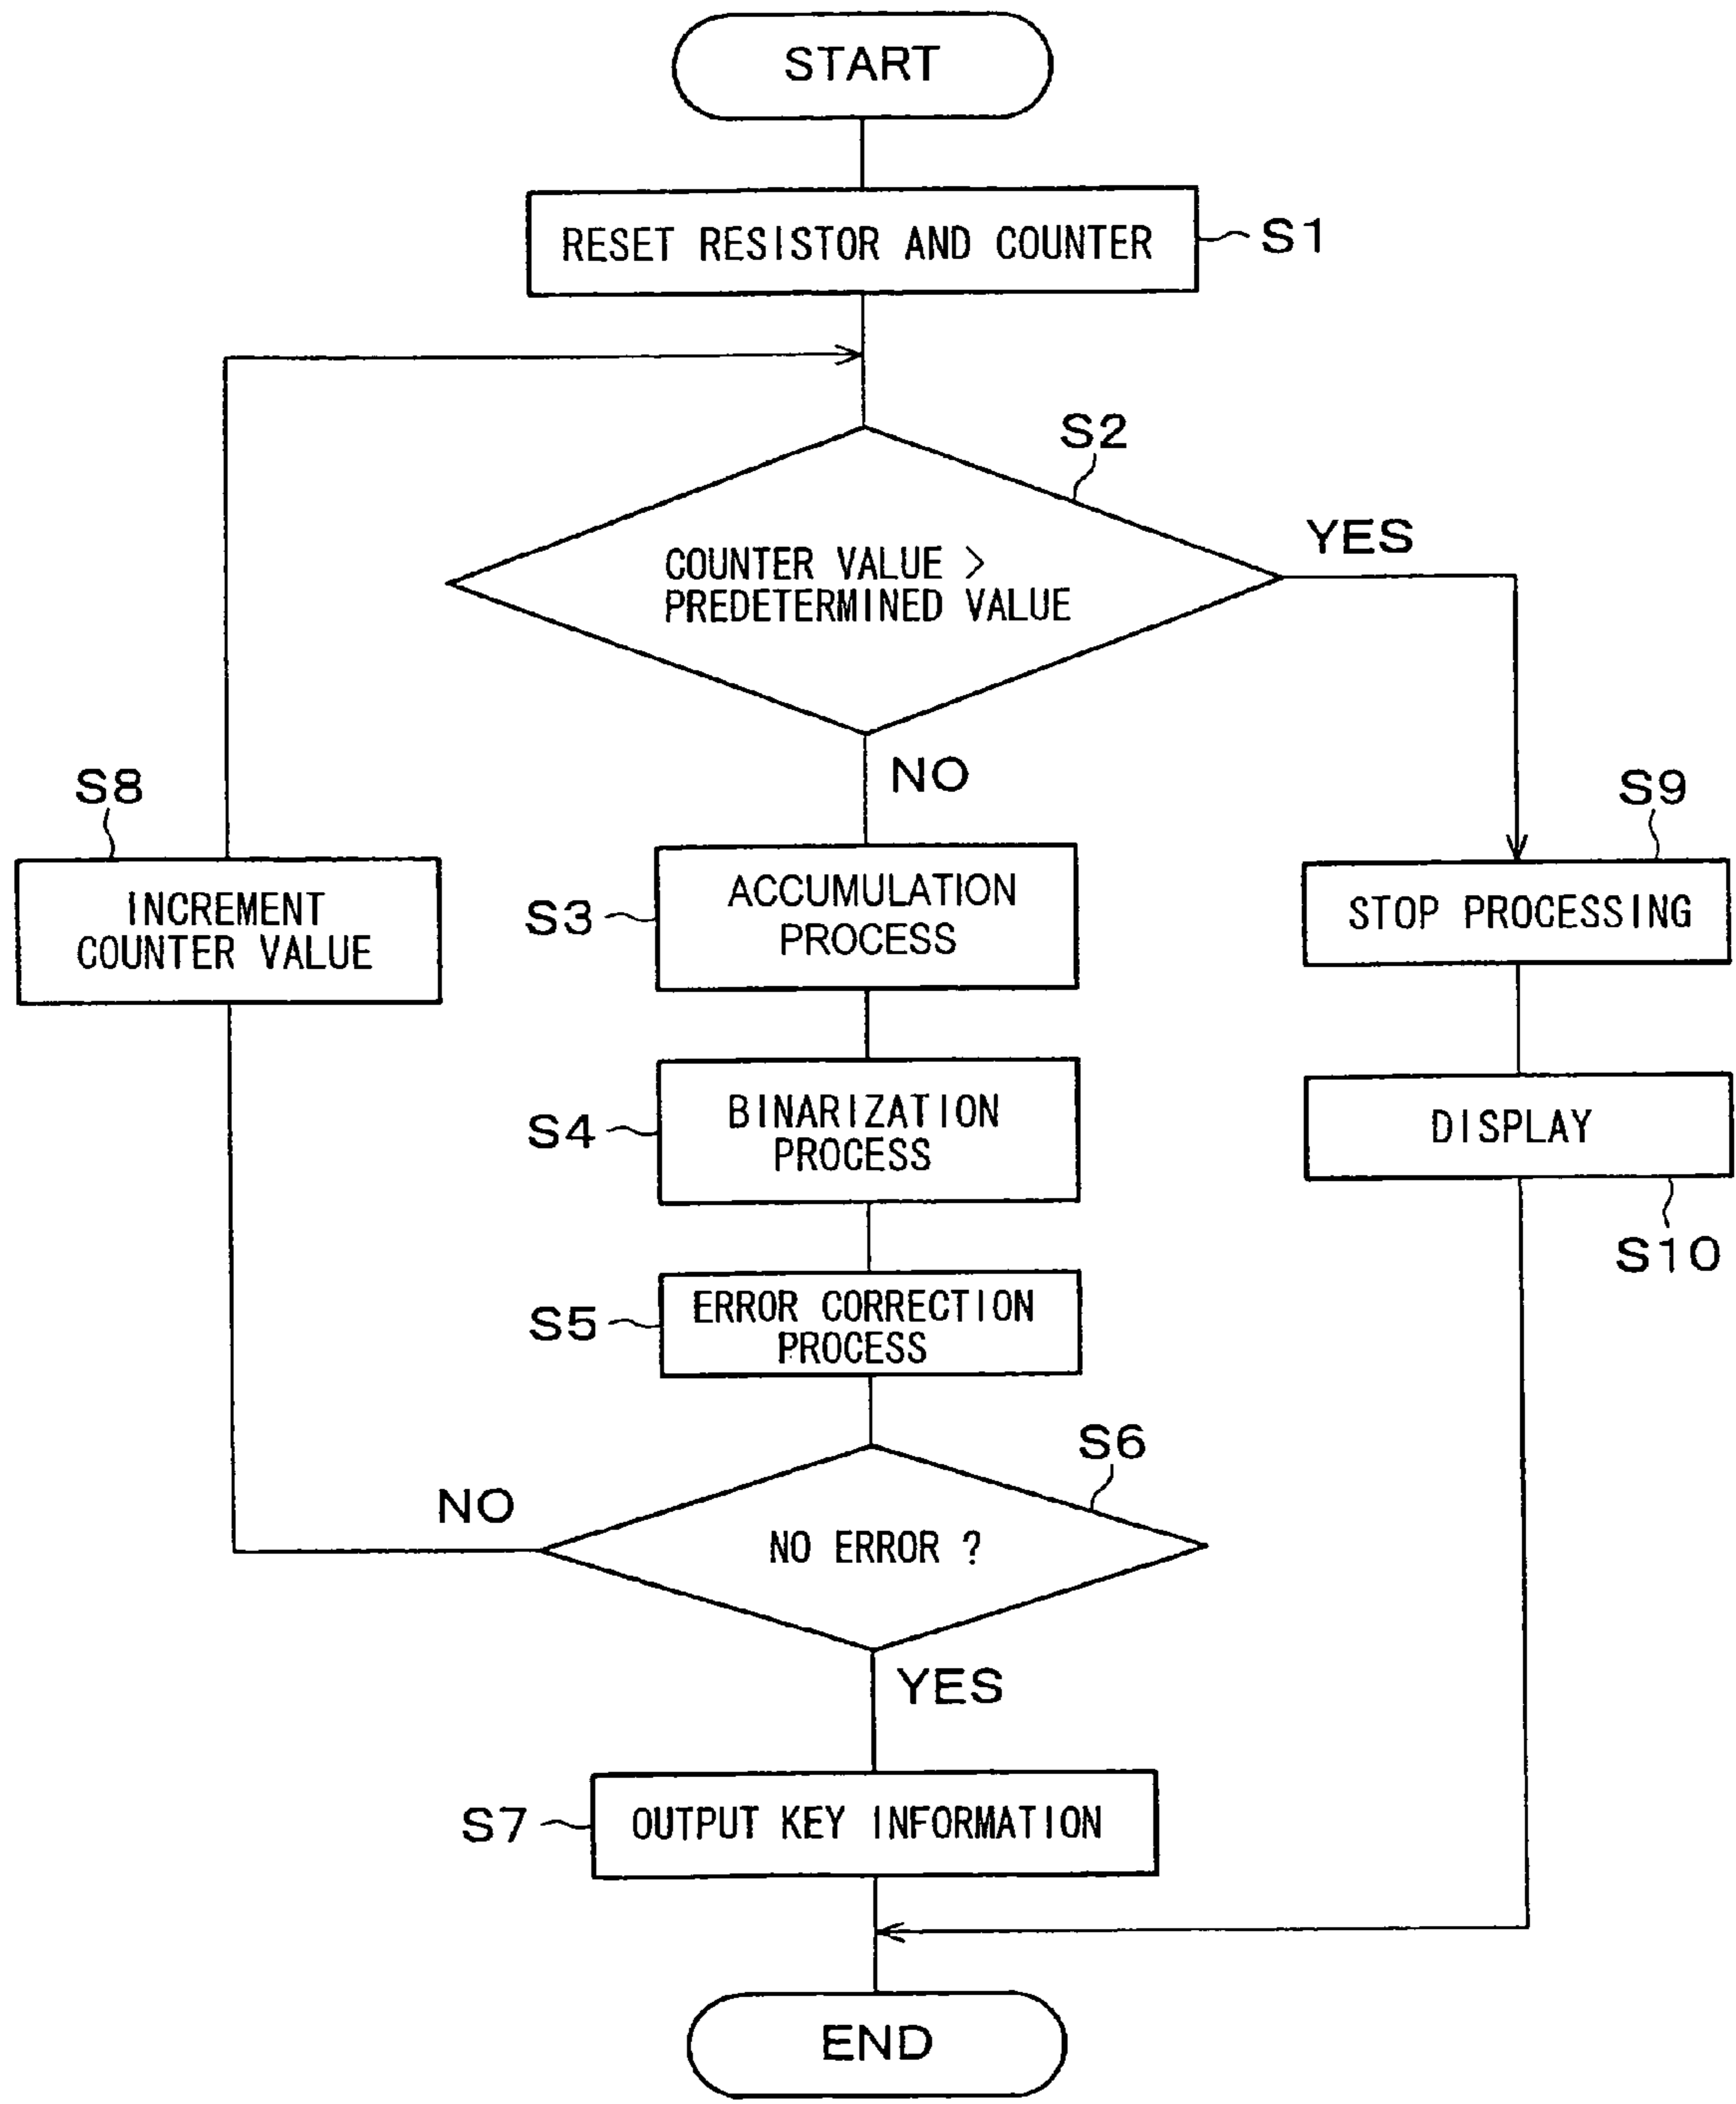 START
RESET RESISTOR AND COUNTER
S1
S2
COUNTER VALUE >
PREDETERMINED VALUE
YES
NO
S8
INCREMENT
COUNTER VALUE
S3
ACCUMULATION
PROCESS
S9
STOP PROCESSING
S4
BINARIZATION
PROCESS
DISPLAY
S10
S5
ERROR CORRECTION
PROCESS
S6
NO
NO ERROR ?
YES
S7
OUTPUT KEY INFORMATION
END